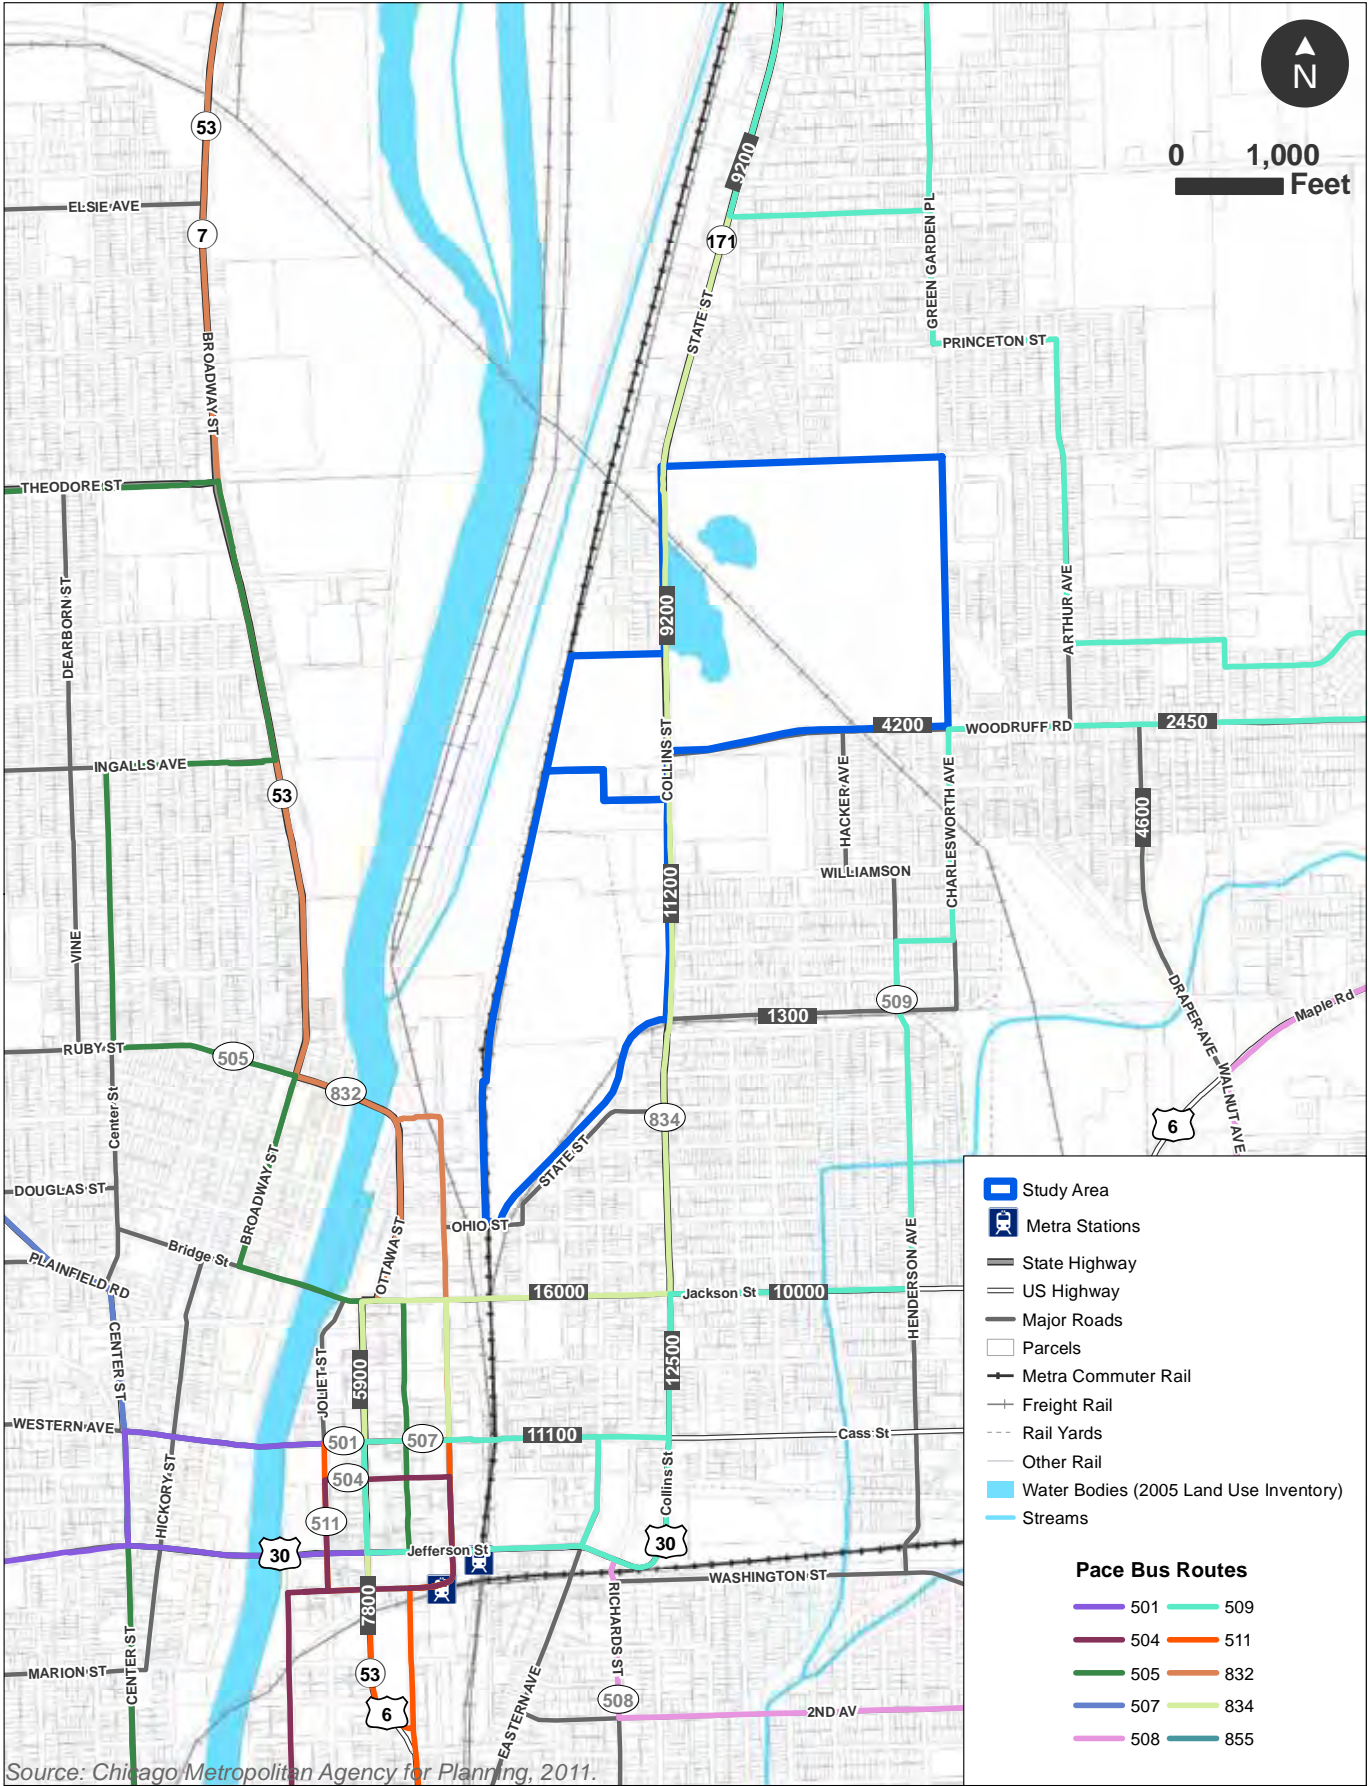 N
0 1,000
Feet
53
ELSIE AVE
7
9200
171
GREEN GARDEN PL
STATE ST
BROADWAY ST
PRINCETON ST
THEODORE ST
DEARBORN ST
9200
ARTHUR AVE
COLLINS ST
4200
WOODRUFF RD
2450
INGALLS AVE
53
HACKER AVE
CHARLESWORTH AVE
4600
WILLIAMSON
11200
VINE
509
1300
DRAPER AVE
Maple Rd
RUBY ST
505
832
Center St
834
WALNUT AVE
6
STATE ST
DOUGLAS ST
BROADWAY ST
OHIO ST
Bridge St
PLAINFIELD RD
OTTAWA ST
HENDERSON AVE
16000
Jackson St
10000
CENTER ST
JOLIET ST
5900
12500
WESTERN AVE
501
507
11100
Cass St
504
HICKORY ST
Collins St
511
30
Jefferson St
30
WASHINGTON ST
7800
RICHARDS ST
MARION ST
CENTER ST
53
6
508
2ND AV
EASTERN AVE
Study Area
Metra Stations
State Highway
US Highway
Major Roads
Parcels
Metra Commuter Rail
Freight Rail
Rail Yards
Other Rail
Water Bodies (2005 Land Use Inventory)
Streams
Pace Bus Routes
501 509
504 511
505 832
507 834
508 855
Source: Chicago Metropolitan Agency for Planning, 2011.